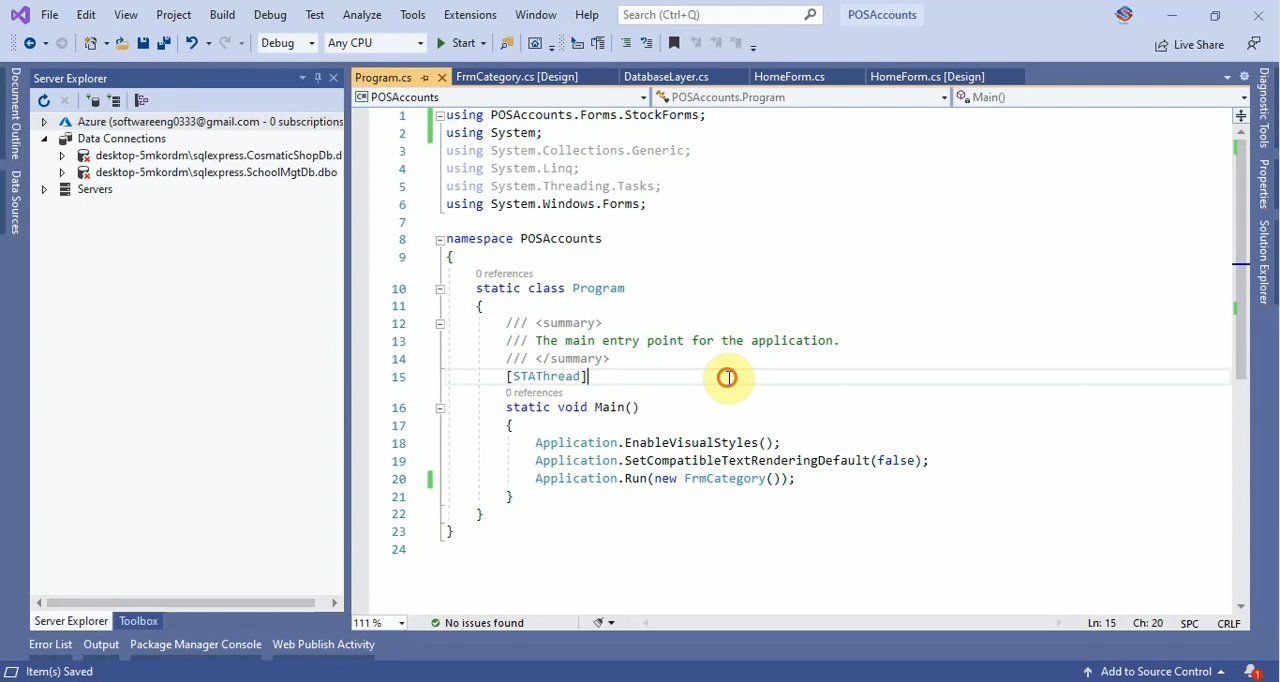 File Edit View Project Build Debug Test Analyze Tools Extensions Window Help Search (Ctrl+Q) POSAccounts
Debug Any CPU Start Live Share
Server Explorer
Program.cs FrmCategory.cs [Design] DatabaseLayer.cs HomeForm.cs HomeForm.cs [Design]
POSAccounts POSAccounts.Program Main()
Document Outline
Data Sources
Azure (softwareeng0333@gmail.com - 0 subscriptions
Data Connections
desktop-5mkordm\sqlexpress.CosmaticShopDb.d
desktop-5mkordm\sqlexpress.SchoolMgtDb.dbo
Servers
1 using POSAccounts.Forms.StockForms;
2 using System;
3 using System.Collections.Generic;
4 using System.Linq;
5 using System.Threading.Tasks;
6 using System.Windows.Forms;
7
8 namespace POSAccounts
9 {
0 references
10 static class Program
11 {
12 /// <summary>
13 /// The main entry point for the application.
14 /// </summary>
15 [STAThread]
0 references
16 static void Main()
17 {
18 Application.EnableVisualStyles();
19 Application.SetCompatibleTextRenderingDefault(false);
20 Application.Run(new FrmCategory());
21 }
22 }
23 }
24
Diagnostic Tools
Properties
Solution Explorer
Server Explorer Toolbox
111 % No issues found Ln: 15 Ch: 20 SPC CRLF
Error List Output Package Manager Console Web Publish Activity
Item(s) Saved Add to Source Control 1